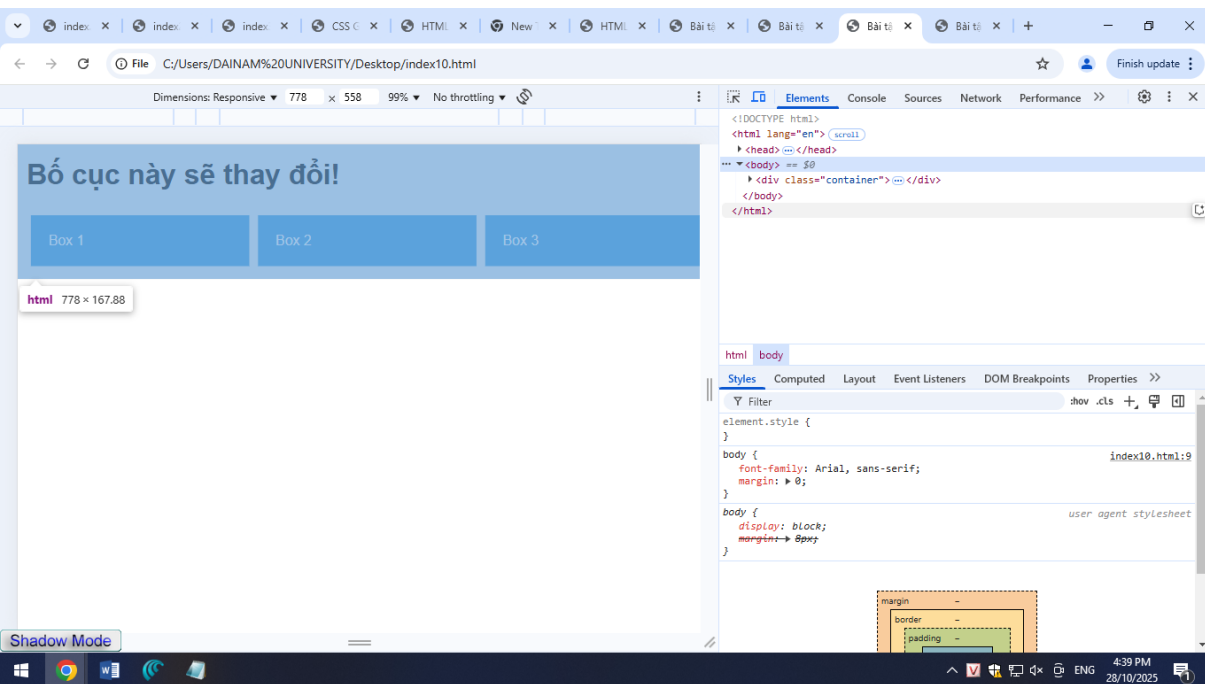 index
index
index
CSS G
HTML
New T
HTML
Bài tậ
Bài tậ
Bài tậ
Bài tậ
File C:/Users/DAINAM%20UNIVERSITY/Desktop/index10.html
Finish update
Dimensions: Responsive ▼ 778 x 558 99% ▼ No throttling ▼
Elements Console Sources Network Performance >>
<!DOCTYPE html>
<html lang="en"> scroll
▶ <head> ⋯ </head>
⋯ ▼ <body> == $0
▶ <div class="container"> ⋯ </div>
</body>
</html>
Bố cục này sẽ thay đổi!
Box 1 Box 2 Box 3
html 778 × 167.88
html body
Styles Computed Layout Event Listeners DOM Breakpoints Properties >>
Filter :hov .cls
element.style {
}
body { index10.html:9
font-family: Arial, sans-serif;
margin: ▶ 0;
}
body { user agent stylesheet
display: block;
margin: ▶ 8px;
}
margin –
border –
padding –
Shadow Mode
ENG
4:39 PM
28/10/2025
1